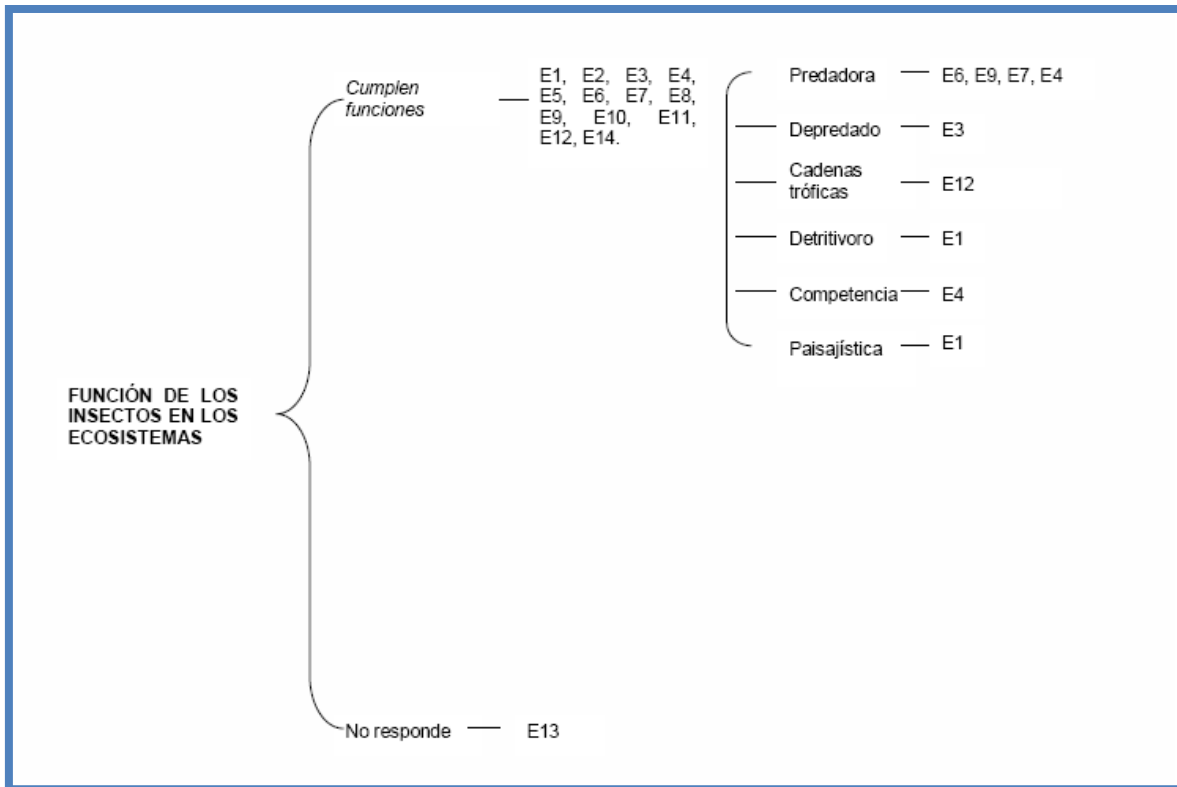 Cumplen
funciones
E1, E2, E3, E4,
E5, E6, E7, E8,
E9, E10, E11,
E12, E14.
Predadora
E6, E9, E7, E4
Depredado
E3
Cadenas
tróficas
E12
Detritivoro
E1
Competencia
E4
Paisajística
E1
FUNCIÓN DE LOS
INSECTOS EN LOS
ECOSISTEMAS
No responde
E13